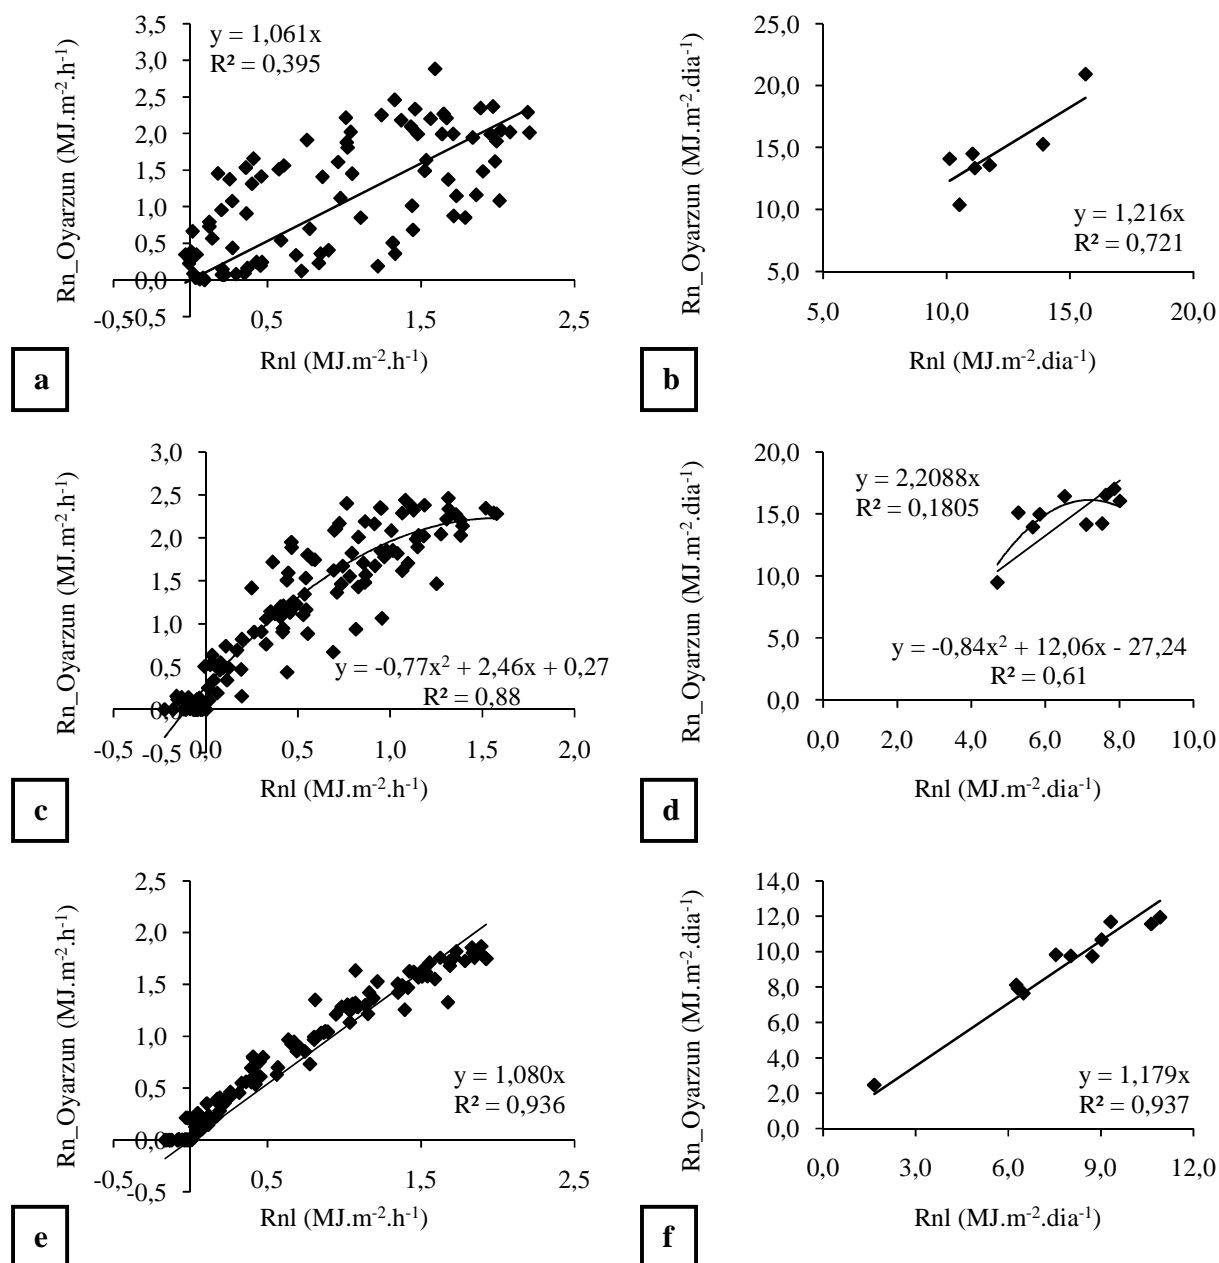 Rn_Oyarzun (MJ.m⁻².h⁻¹)
3,5
3,0
2,5
2,0
1,5
1,0
0,5
0,0
-0,5
y = 1,061x
R² = 0,395
-0,5 0,5 1,5 2,5
Rnl (MJ.m⁻².h⁻¹)
a
Rn_Oyarzun (MJ.m⁻².dia⁻¹)
25,0
20,0
15,0
10,0
5,0
y = 1,216x
R² = 0,721
5,0 10,0 15,0 20,0
Rnl (MJ.m⁻².dia⁻¹)
b
Rn_Oyarzun (MJ.m⁻².h⁻¹)
3,0
2,5
2,0
1,5
1,0
0,5
0,0
-0,5
y = -0,77x² + 2,46x + 0,27
R² = 0,88
-0,5 0,0 0,5 1,0 1,5 2,0
Rnl (MJ.m⁻².h⁻¹)
c
Rn_Oyarzun (MJ.m⁻².dia⁻¹)
20,0
15,0
10,0
5,0
0,0
y = 2,2088x
R² = 0,1805
y = -0,84x² + 12,06x - 27,24
R² = 0,61
0,0 2,0 4,0 6,0 8,0 10,0
Rnl (MJ.m⁻².dia⁻¹)
d
Rn_Oyarzun (MJ.m⁻².h⁻¹)
2,5
2,0
1,5
1,0
0,5
0,0
-0,5
y = 1,080x
R² = 0,936
-0,5 0,5 1,5 2,5
Rnl (MJ.m⁻².h⁻¹)
e
Rn_Oyarzun (MJ.m⁻².dia⁻¹)
14,0
12,0
10,0
8,0
6,0
4,0
2,0
0,0
y = 1,179x
R² = 0,937
0,0 3,0 6,0 9,0 12,0
Rnl (MJ.m⁻².dia⁻¹)
f